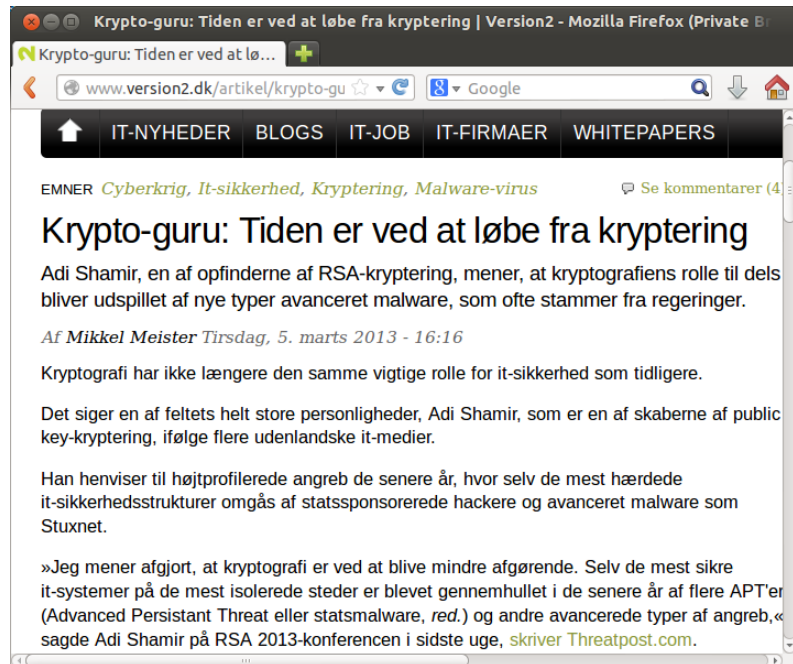 Krypto-guru: Tiden er ved at løbe fra kryptering | Version2 - Mozilla Firefox (Private Br
Krypto-guru: Tiden er ved at lø...
www.version2.dk/artikel/krypto-gu
Google
IT-NYHEDER BLOGS IT-JOB IT-FIRMAER WHITEPAPERS
EMNER Cyberkrig, It-sikkerhed, Kryptering, Malware-virus Se kommentarer (4)
Krypto-guru: Tiden er ved at løbe fra kryptering
Adi Shamir, en af opfinderne af RSA-kryptering, mener, at kryptografiens rolle til dels
bliver udspillet af nye typer avanceret malware, som ofte stammer fra regeringer.
Af Mikkel Meister Tirsdag, 5. marts 2013 - 16:16
Kryptografi har ikke længere den samme vigtige rolle for it-sikkerhed som tidligere.
Det siger en af feltets helt store personligheder, Adi Shamir, som er en af skaberne af public
key-kryptering, ifølge flere udenlandske it-medier.
Han henviser til højtprofilerede angreb de senere år, hvor selv de mest hærdede
it-sikkerhedsstrukturer omgås af statssponsorerede hackere og avanceret malware som
Stuxnet.
»Jeg mener afgjort, at kryptografi er ved at blive mindre afgørende. Selv de mest sikre
it-systemer på de mest isolerede steder er blevet gennemhullet i de senere år af flere APT'er
(Advanced Persistant Threat eller statsmalware, red.) og andre avancerede typer af angreb,«
sagde Adi Shamir på RSA 2013-konferencen i sidste uge, skriver Threatpost.com.